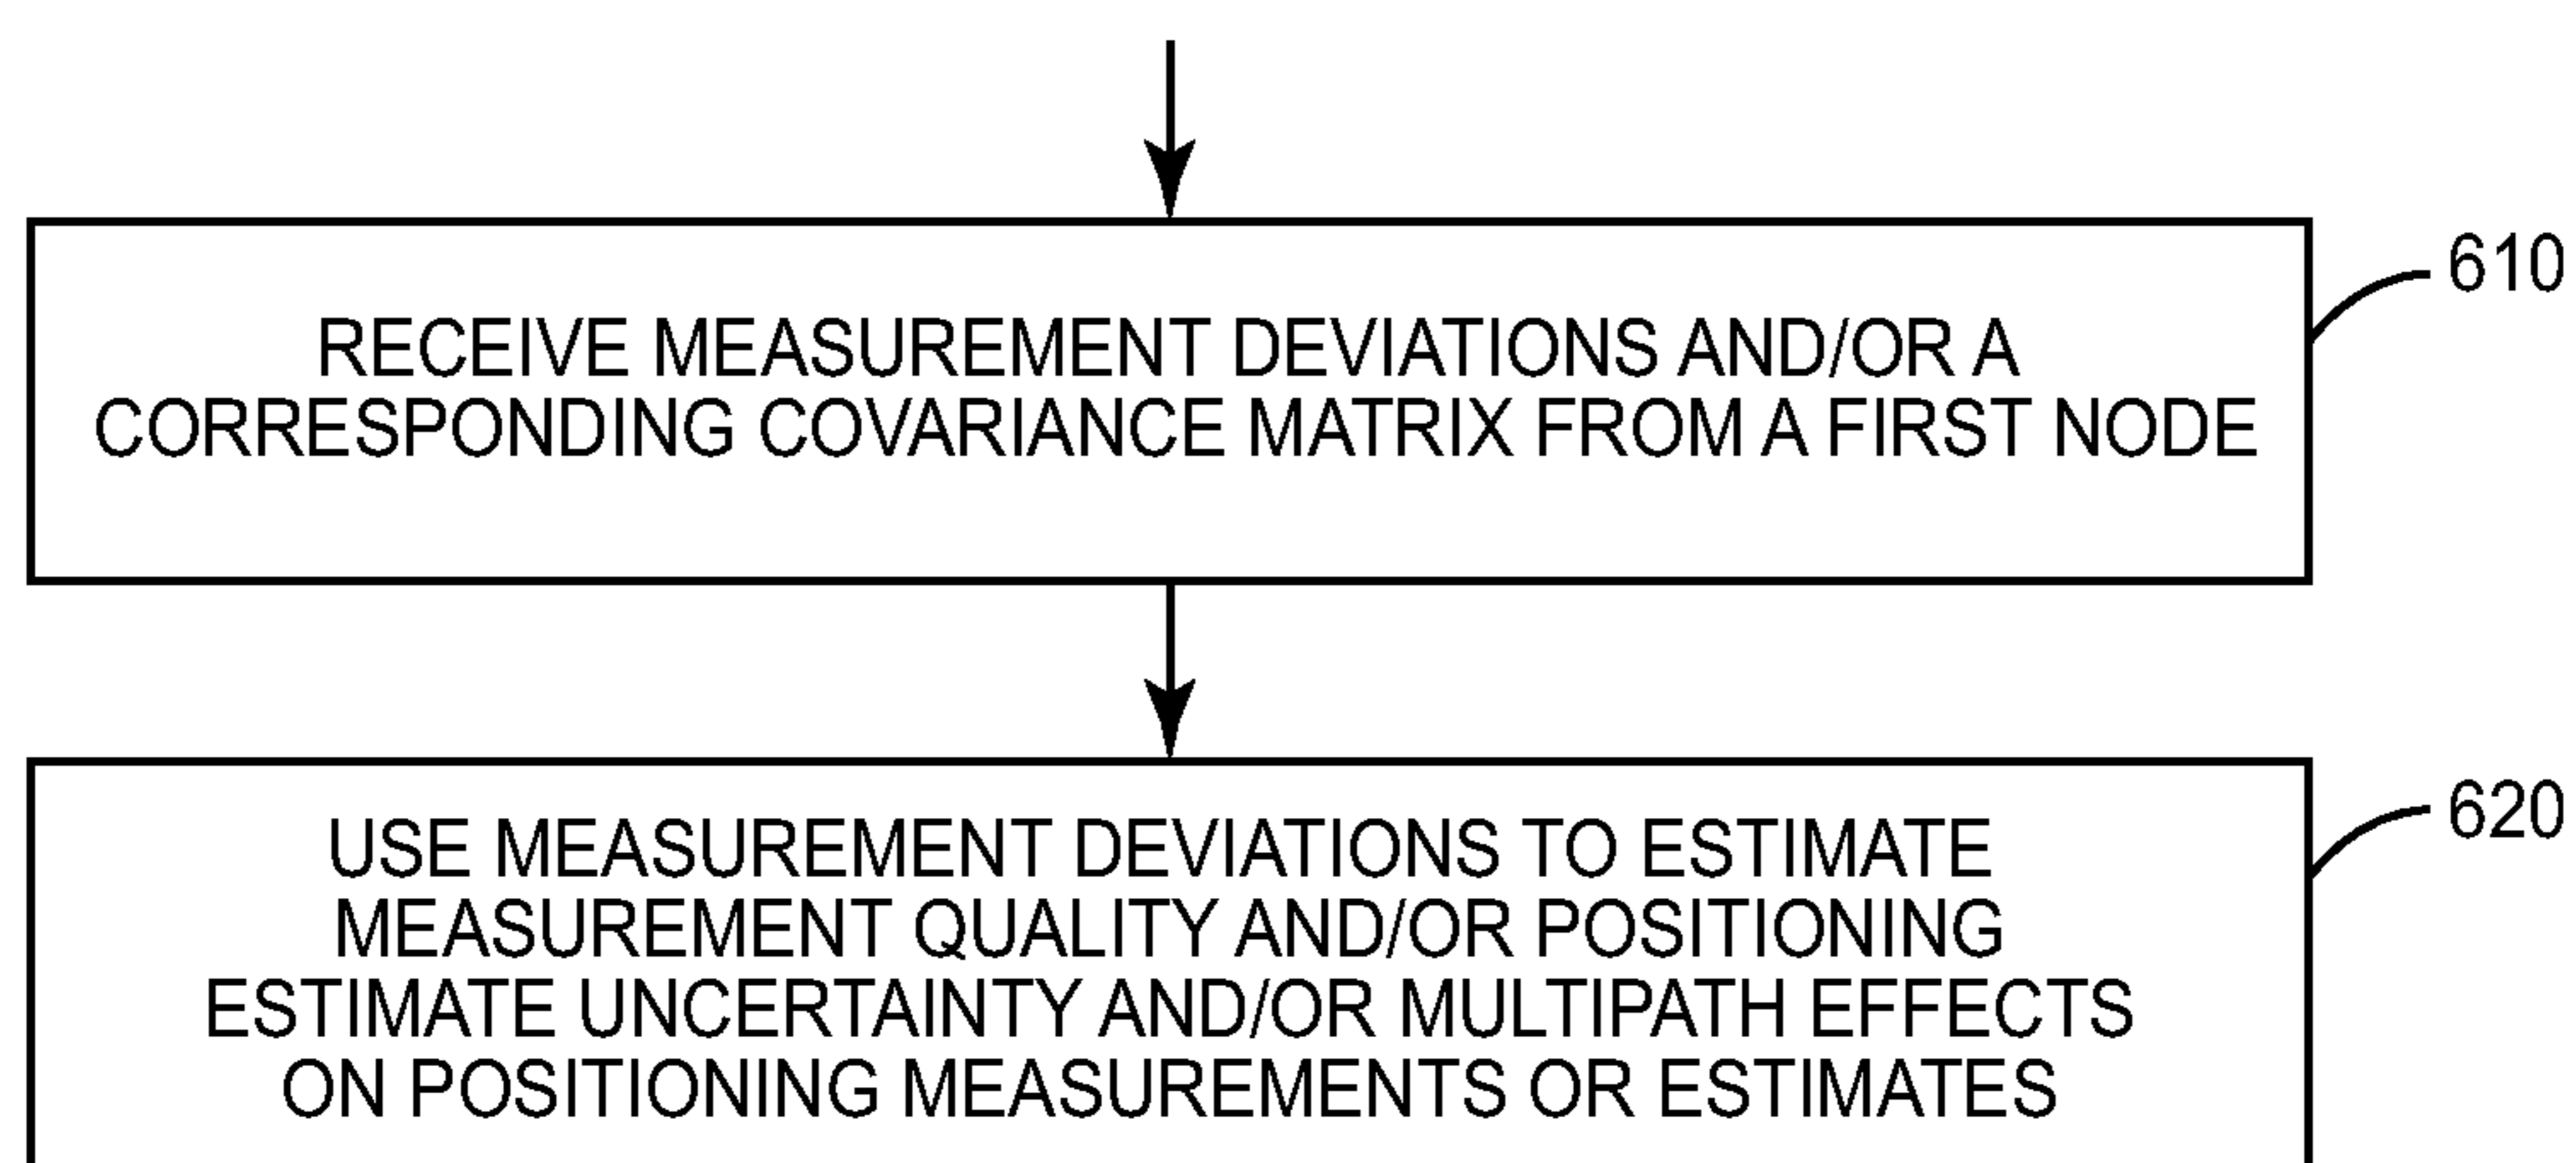 610
RECEIVE MEASUREMENT DEVIATIONS AND/OR A
CORRESPONDING COVARIANCE MATRIX FROM A FIRST NODE
620
USE MEASUREMENT DEVIATIONS TO ESTIMATE
MEASUREMENT QUALITY AND/OR POSITIONING
ESTIMATE UNCERTAINTY AND/OR MULTIPATH EFFECTS
ON POSITIONING MEASUREMENTS OR ESTIMATES